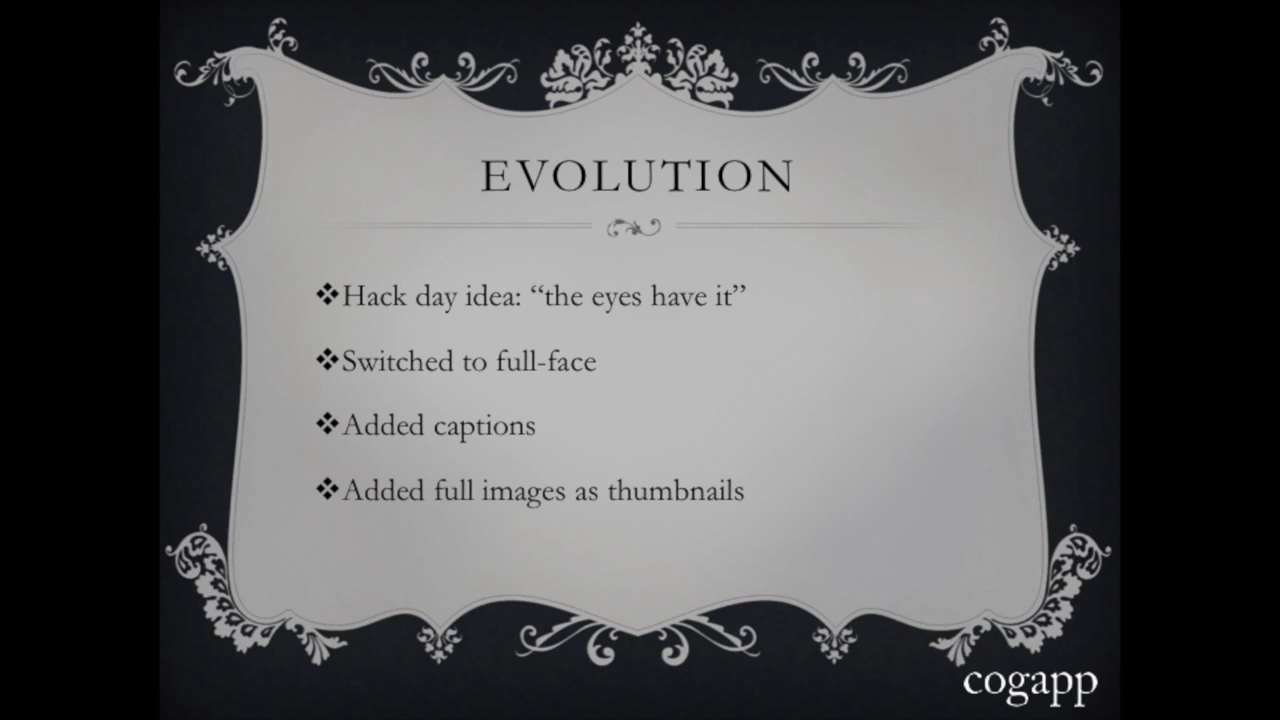 EVOLUTION
❖Hack day idea: “the eyes have it”
❖Switched to full-face
❖Added captions
❖Added full images as thumbnails
cogapp